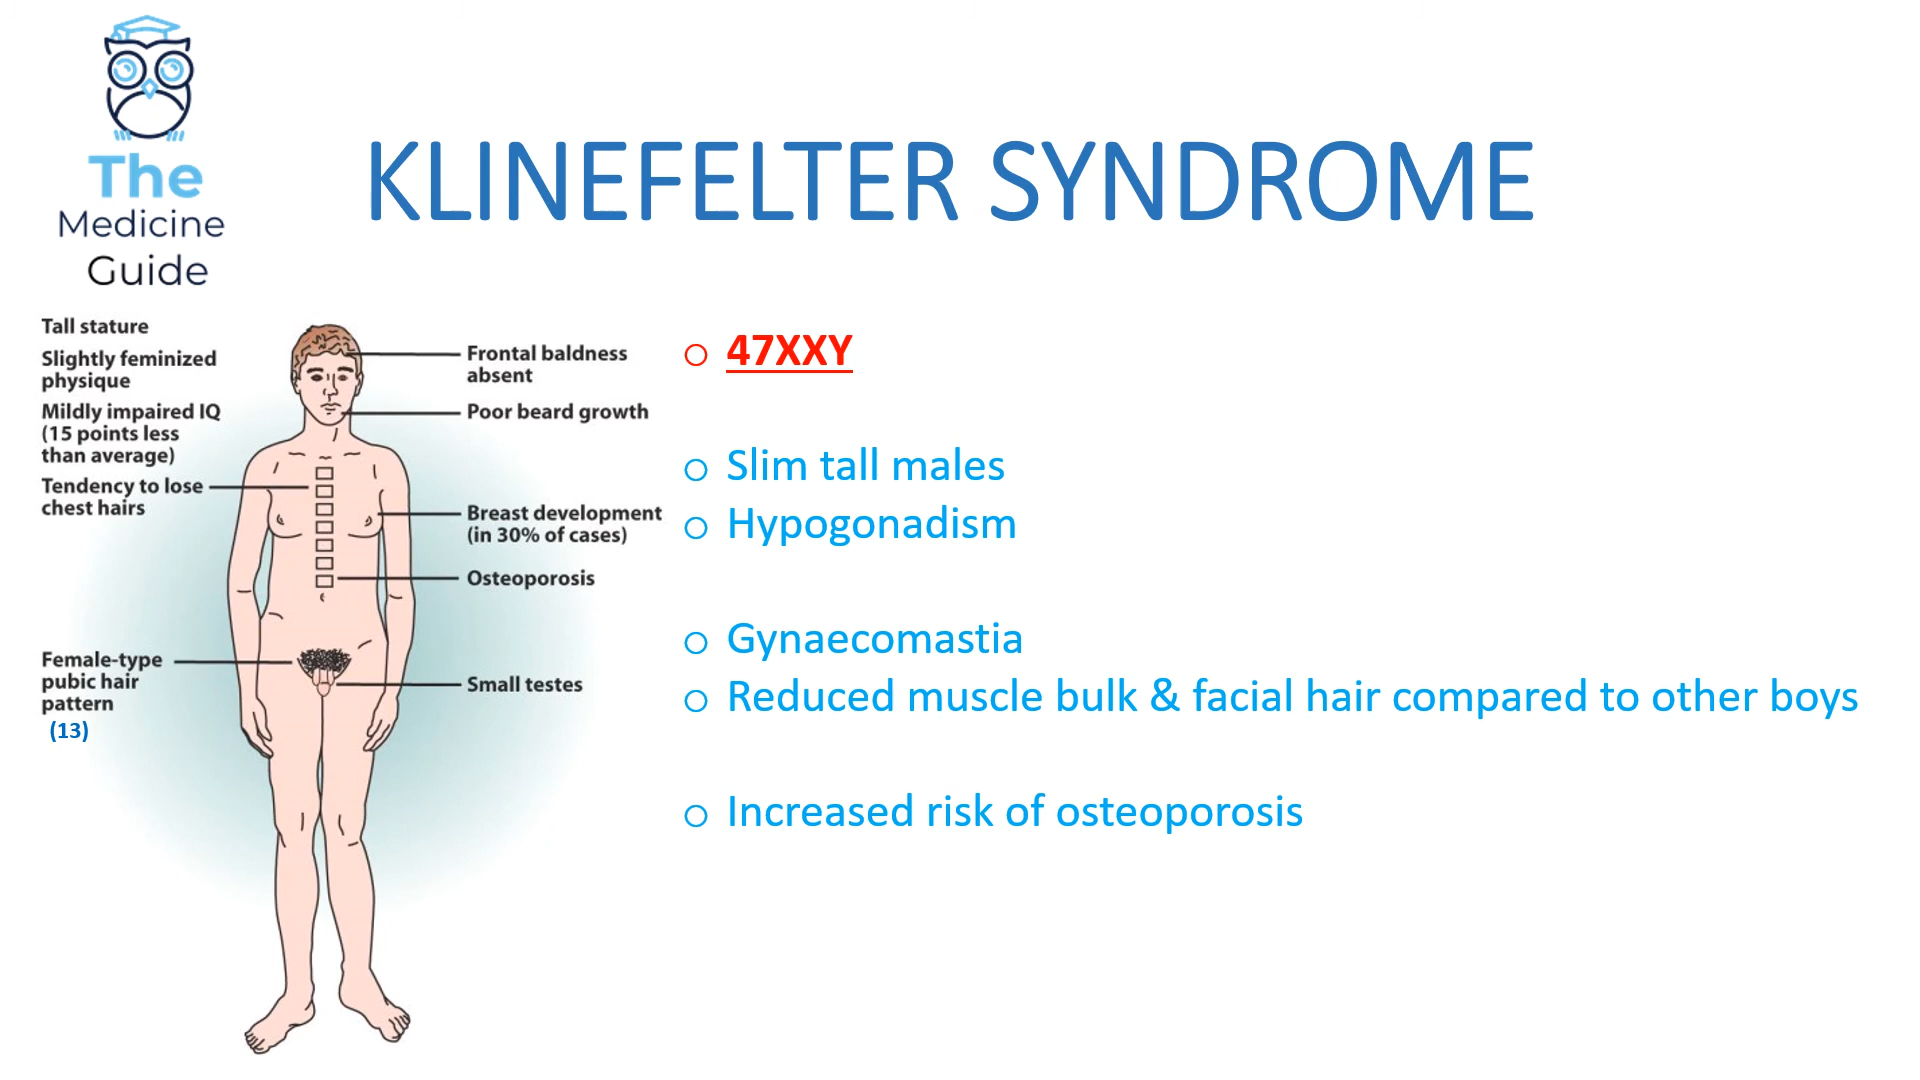 The
Medicine
Guide
KLINEFELTER SYNDROME
Tall stature
Slightly feminized
physique
Mildly impaired IQ
(15 points less
than average)
Tendency to lose
chest hairs
Female-type
pubic hair
pattern
(13)
Frontal baldness
absent
Poor beard growth
Breast development
(in 30% of cases)
Osteoporosis
Small testes
47XXY
Slim tall males
Hypogonadism
Gynaecomastia
Reduced muscle bulk & facial hair compared to other boys
Increased risk of osteoporosis